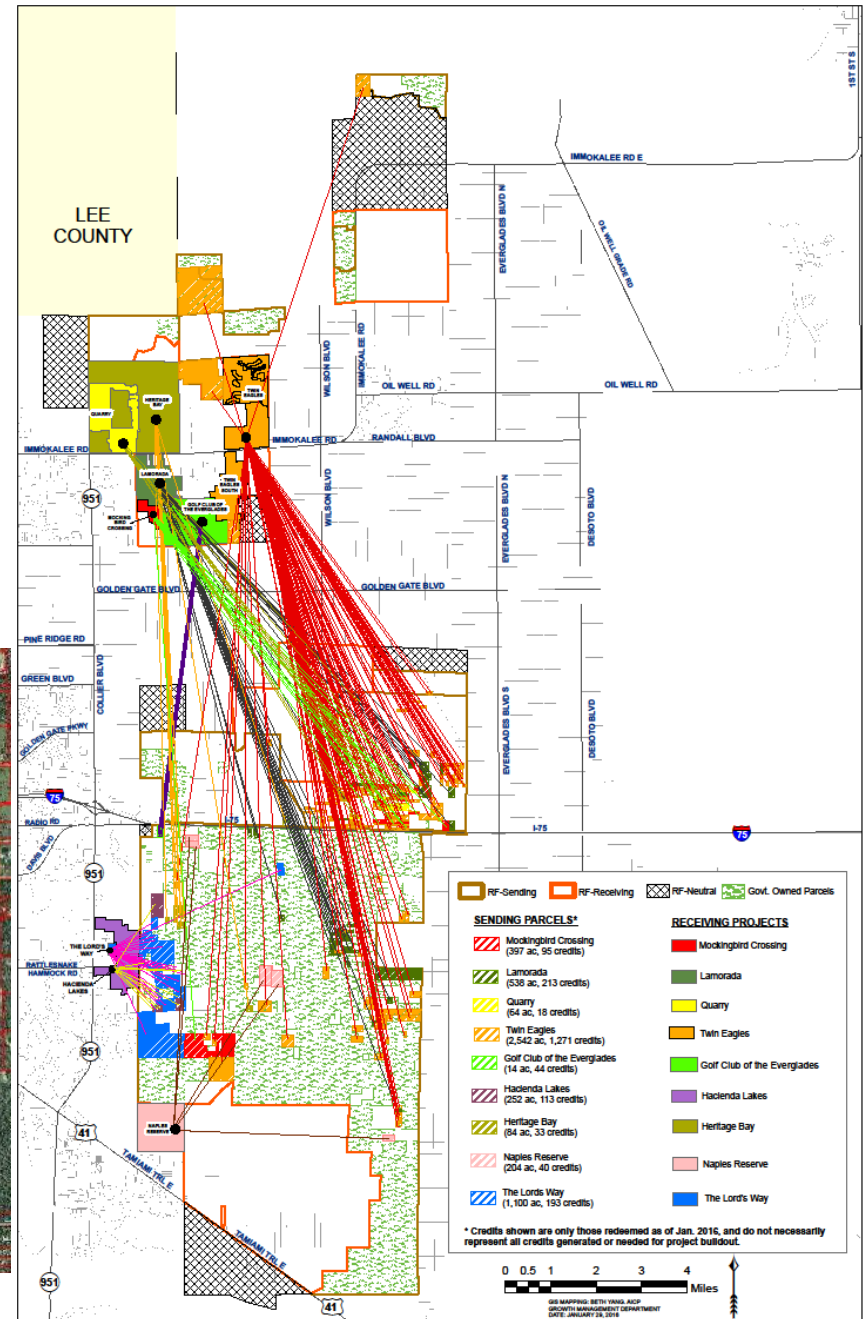 1ST ST S
IMMOKALEE RD E
LEE
COUNTY
EVERGLADES BLVD N
OIL WELL GRADE RD
WILSON BLVD
IMMOKALEE RD
OIL WELL RD
OIL WELL RD
TWIN
EAGLES
HERITAGE
BAY
QUARRY
IMMOKALEE RD
IMMOKALEE RD
RANDALL BLVD
LAMORADA
TWIN
EAGLES
SOUTH
951
GOLF CLUB OF
THE EVERGLADES
MOCKING
BIRD
CROSSING
WILSON BLVD
EVERGLADES BLVD N
DESOTO BLVD
GOLDEN GATE BLVD
GOLDEN GATE BLVD
PINE RIDGE RD
GREEN BLVD
COLLIER BLVD
GOLDEN GATE PKWY
EVERGLADES BLVD S
DESOTO BLVD
75
RADIO RD
I-75
I-75
75
DAVIS BLVD
951
THE LORD'S
WAY
RATTLESNAKE
HAMMOCK RD
HACIENDA
LAKES
951
41
NAPLES
RESERVE
TAMIAMI TRL E
TAMIAMI TRL E
951
41
RF-Sending
RF-Receiving
RF-Neutral
Govt. Owned Parcels
SENDING PARCELS*
Mockingbird Crossing
(397 ac, 95 credits)
Lamorada
(538 ac, 213 credits)
Quarry
(64 ac, 18 credits)
Twin Eagles
(2,542 ac, 1,271 credits)
Golf Club of the Everglades
(14 ac, 44 credits)
Hacienda Lakes
(252 ac, 113 credits)
Heritage Bay
(84 ac, 33 credits)
Naples Reserve
(204 ac, 40 credits)
The Lords Way
(1,100 ac, 193 credits)
RECEIVING PROJECTS
Mockingbird Crossing
Lamorada
Quarry
Twin Eagles
Golf Club of the Everglades
Hacienda Lakes
Heritage Bay
Naples Reserve
The Lord's Way
* Credits shown are only those redeemed as of Jan. 2016, and do not necessarily
represent all credits generated or needed for project buildout.
0 0.5 1 2 3 4
Miles
GIS MAPPING: BETH YANG, AICP
GROWTH MANAGEMENT DEPARTMENT
DATE: JANUARY 29, 2016